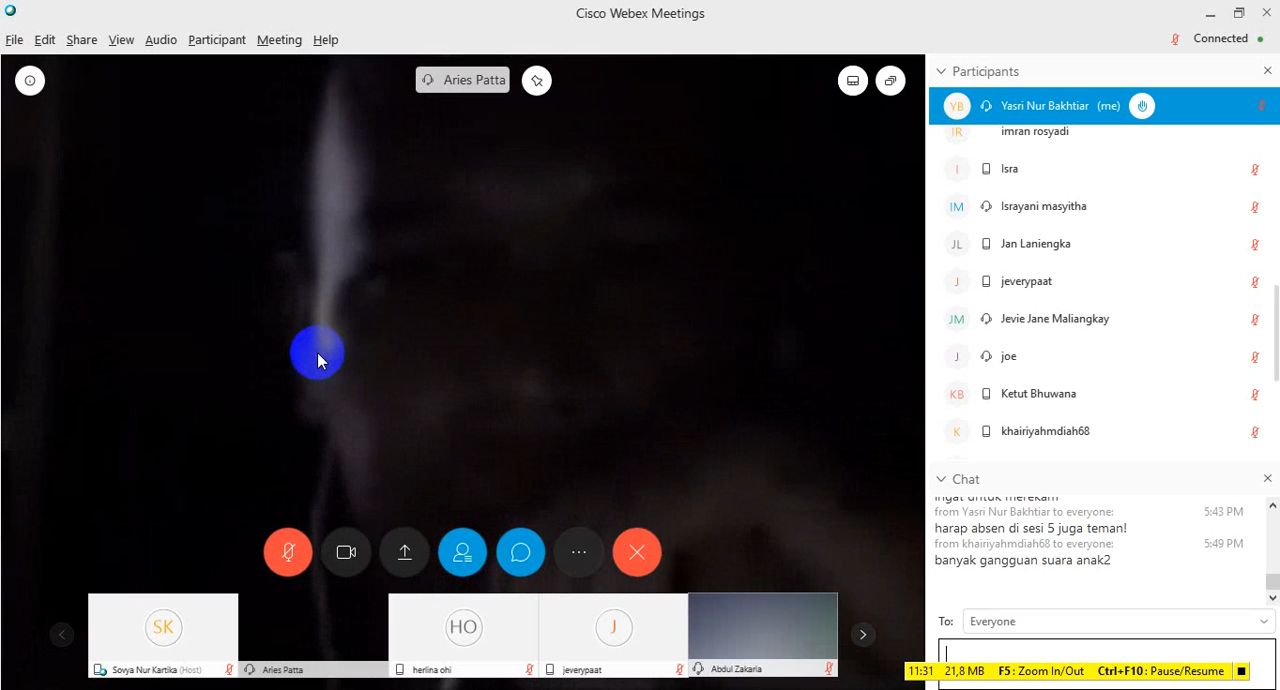 Cisco Webex Meetings
File Edit Share View Audio Participant Meeting Help
Connected
Aries Patta
Participants
YB Yasri Nur Bakhtiar (me)
IR imran rosyadi
I Isra
IM Israyani masyitha
JL Jan Laniengka
J jeverypaat
JM Jevie Jane Maliangkay
J joe
KB Ketut Bhuwana
K khairiyahmdiah68
Chat
ingat untuk merekam
from Yasri Nur Bakhtiar to everyone: 5:43 PM
harap absen di sesi 5 juga teman!
from khairiyahmdiah68 to everyone: 5:49 PM
banyak gangguan suara anak2
To: Everyone
SK
HO
J
Sovya Nur Kartika (Host)
Aries Patta
herlina ohi
jeverypaat
Abdul Zakaria
11:31 21,8 MB F5: Zoom In/Out Ctrl+F10: Pause/Resume